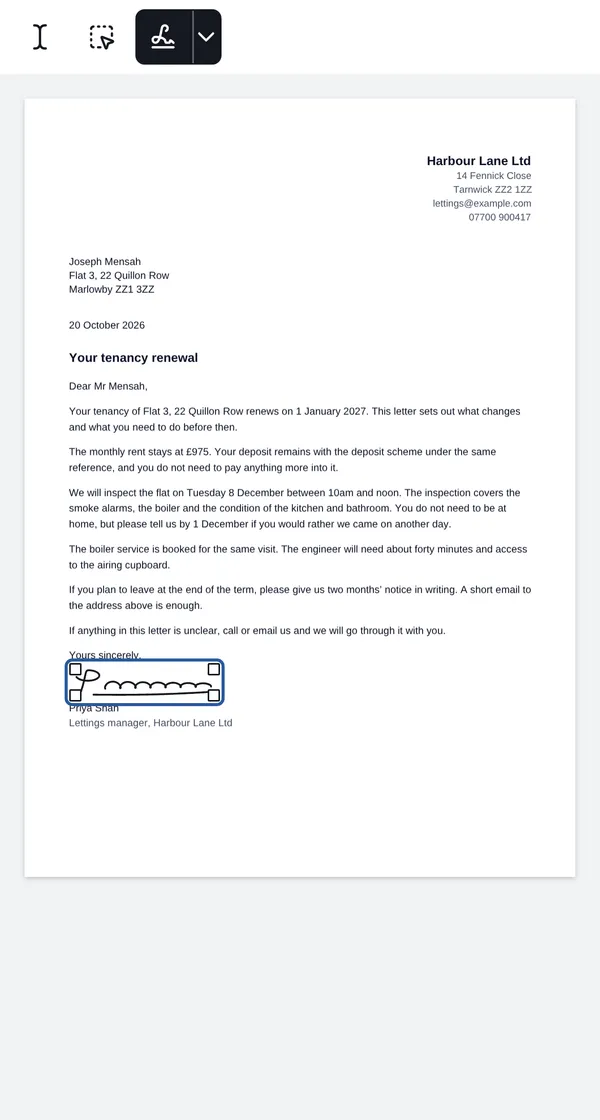 Harbour Lane Ltd
14 Fennick Close
Tarnwick ZZ2 1ZZ
lettings@example.com
07700 900417
Joseph Mensah
Flat 3, 22 Quillon Row
Marlowby ZZ1 3ZZ
20 October 2026
Your tenancy renewal
Dear Mr Mensah,
Your tenancy of Flat 3, 22 Quillon Row renews on 1 January 2027. This letter sets out what changes
and what you need to do before then.
The monthly rent stays at £975. Your deposit remains with the deposit scheme under the same
reference, and you do not need to pay anything more into it.
We will inspect the flat on Tuesday 8 December between 10am and noon. The inspection covers the
smoke alarms, the boiler and the condition of the kitchen and bathroom. You do not need to be at
home, but please tell us by 1 December if you would rather we came on another day.
The boiler service is booked for the same visit. The engineer will need about forty minutes and access
to the airing cupboard.
If you plan to leave at the end of the term, please give us two months' notice in writing. A short email to
the address above is enough.
If anything in this letter is unclear, call or email us and we will go through it with you.
Yours sincerely,
Priya Shah
Lettings manager, Harbour Lane Ltd